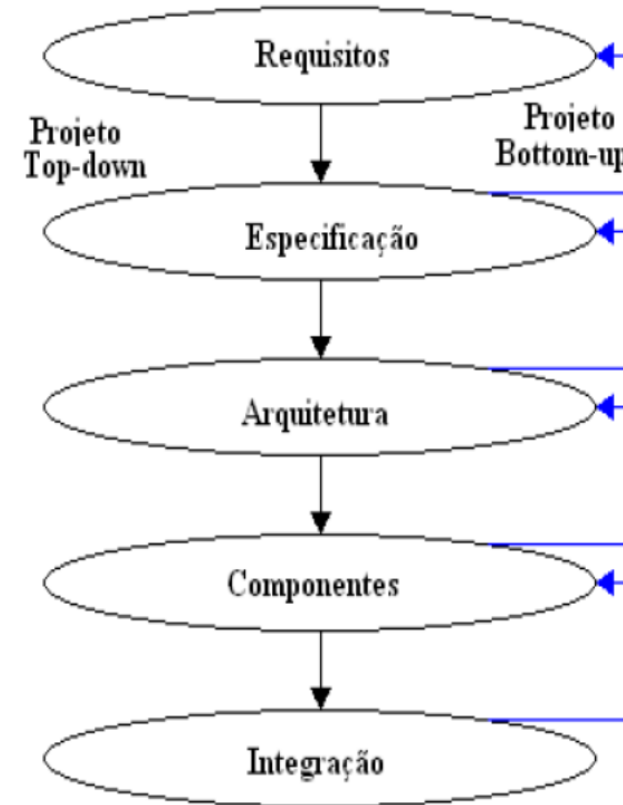 Requisitos
Projeto
Top-down
Projeto
Bottom-up
Especificação
Arquitetura
Componentes
Integração